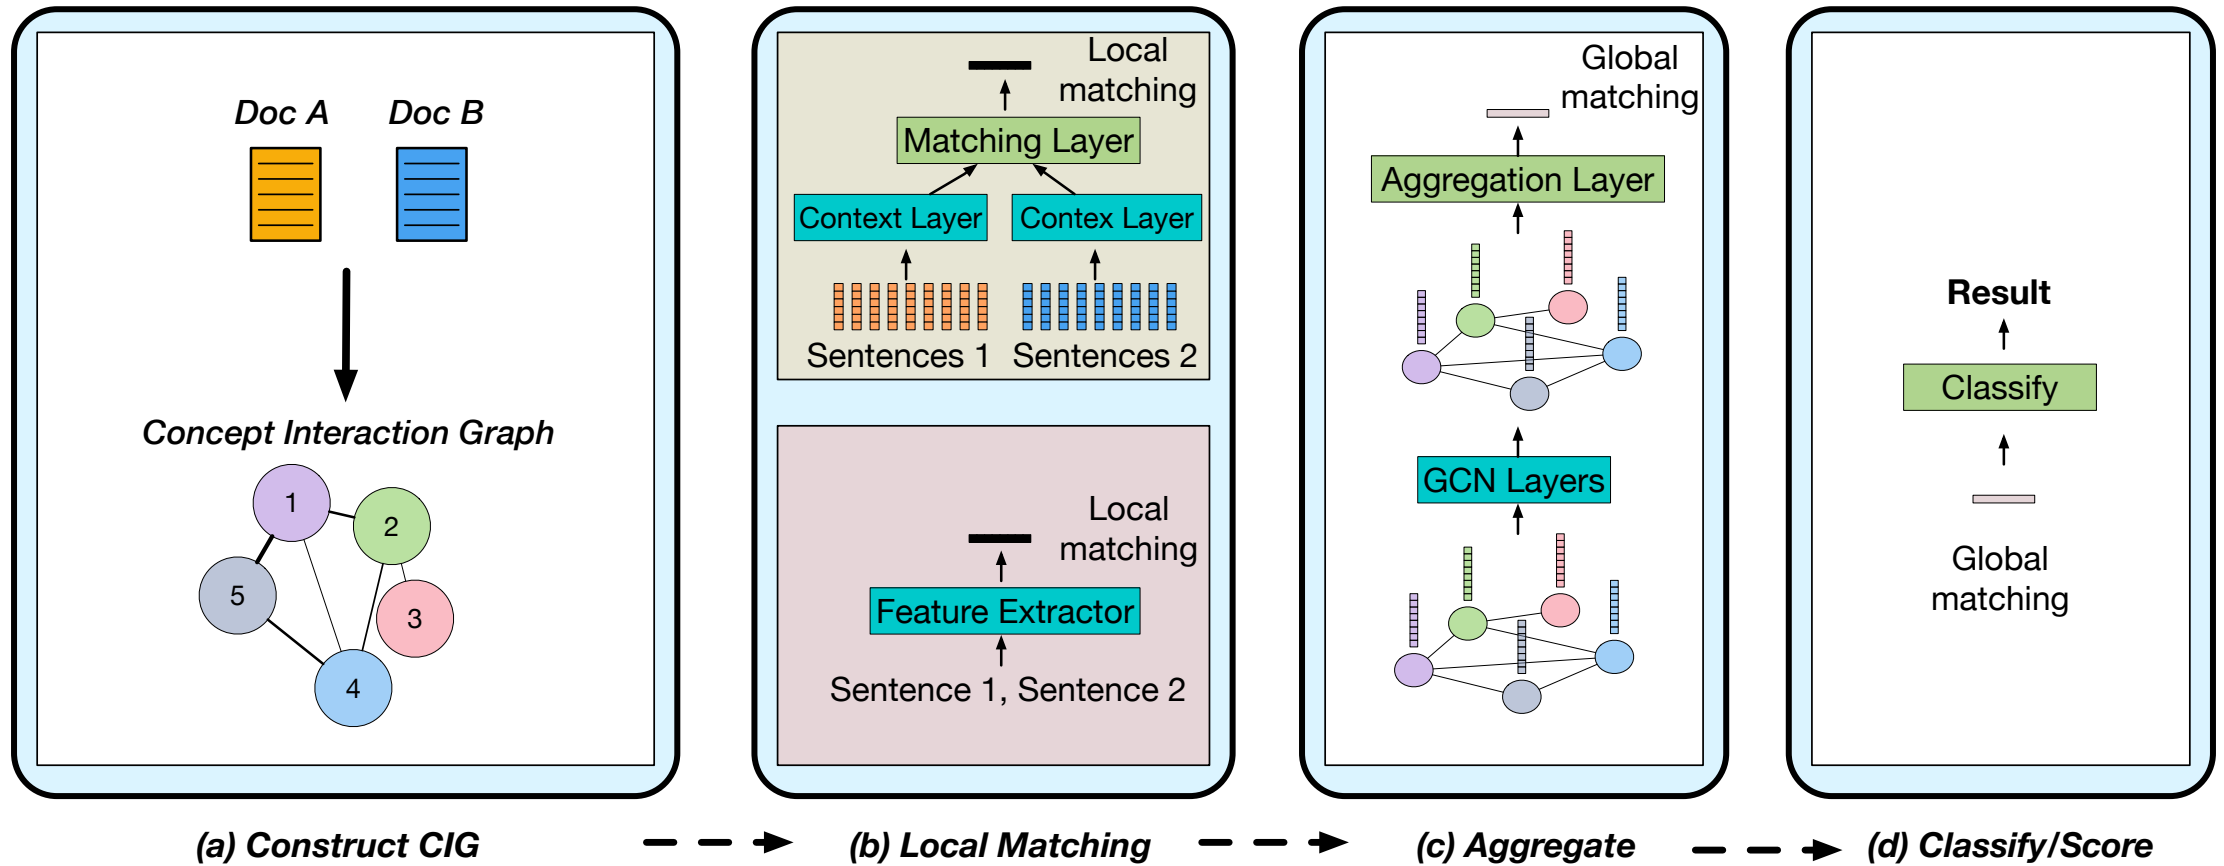 Doc A
Doc B
Concept Interaction Graph
1
2
3
4
5
(a) Construct CIG
Local
matching
Matching Layer
Context Layer
Contex Layer
Sentences 1
Sentences 2
Local
matching
Feature Extractor
Sentence 1, Sentence 2
(b) Local Matching
Global
matching
Aggregation Layer
GCN Layers
(c) Aggregate
Result
Classify
Global
matching
(d) Classify/Score